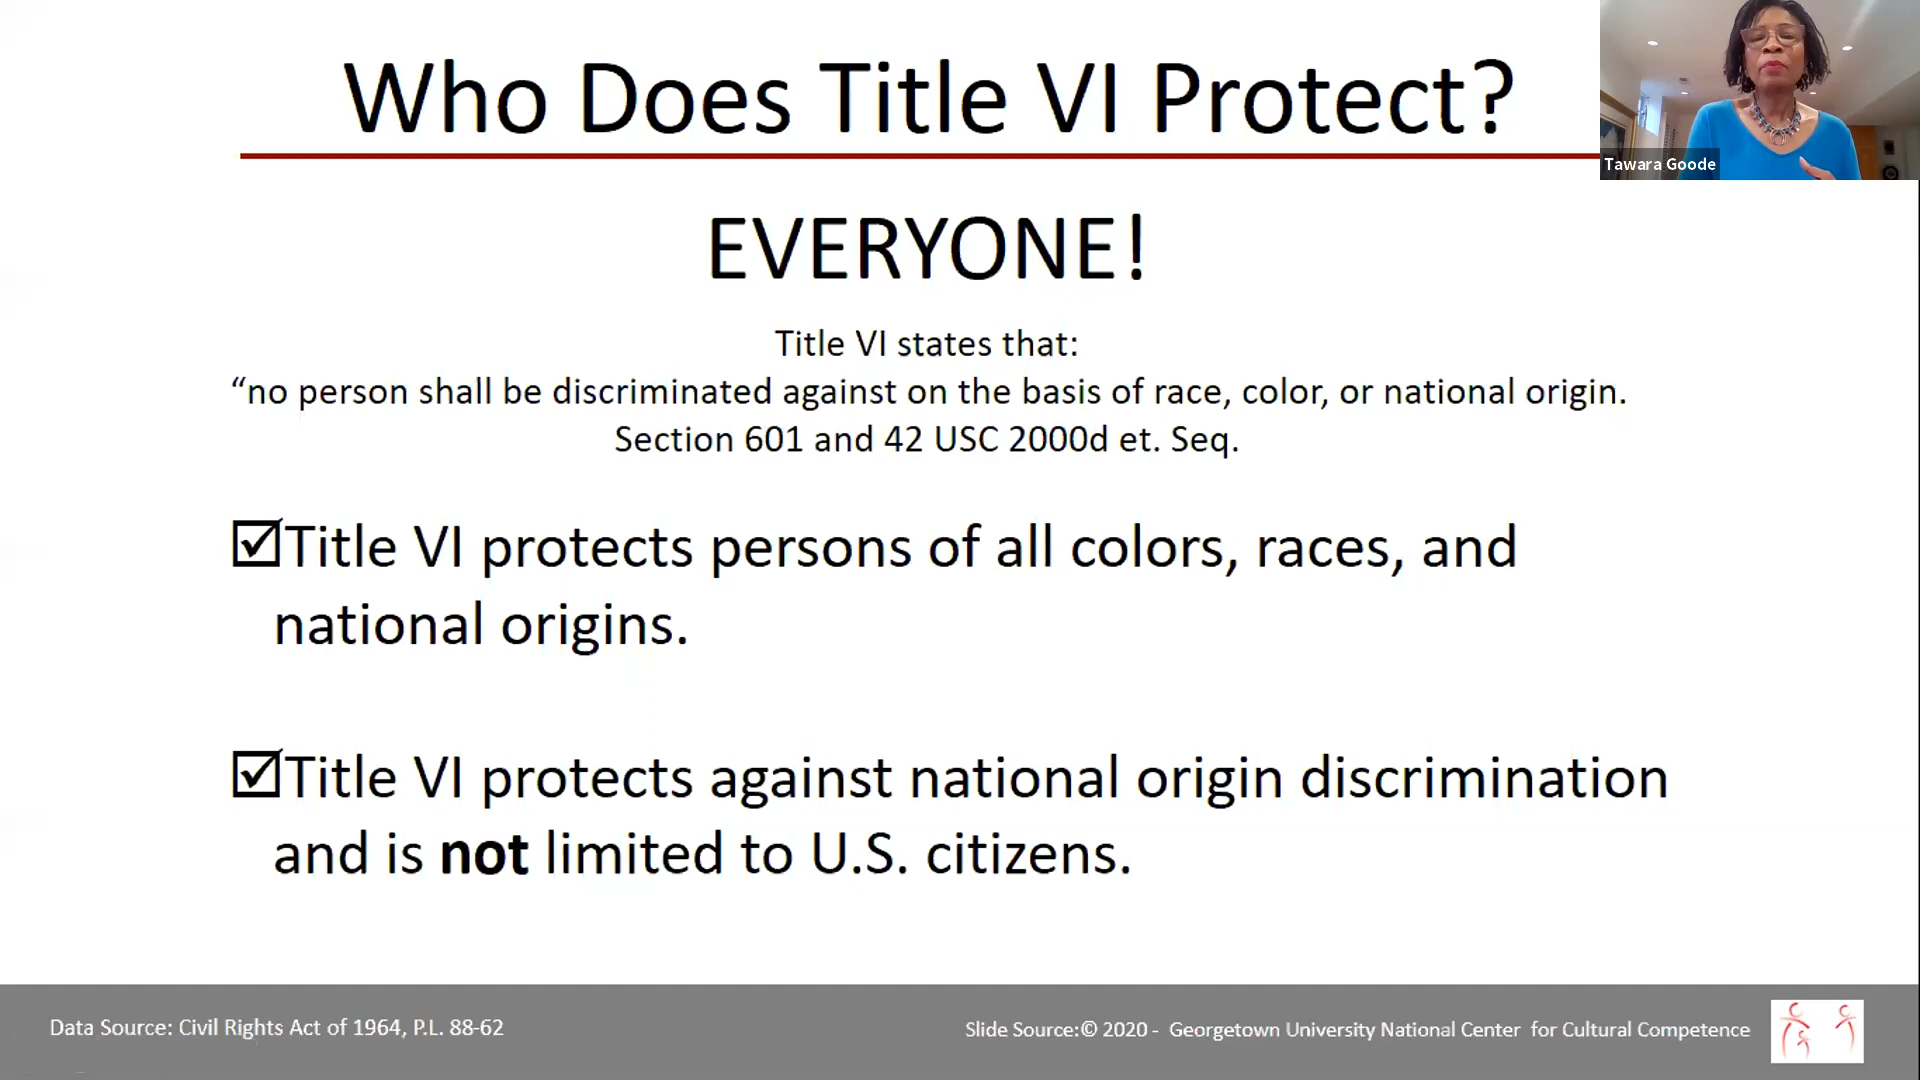 Who Does Title VI Protect?
Tawara Goode
EVERYONE!
Title VI states that:
“no person shall be discriminated against on the basis of race, color, or national origin.
Section 601 and 42 USC 2000d et. Seq.
☑Title VI protects persons of all colors, races, and
national origins.
☑Title VI protects against national origin discrimination
and is not limited to U.S. citizens.
Data Source: Civil Rights Act of 1964, P.L. 88-62
Slide Source:© 2020 - Georgetown University National Center for Cultural Competence